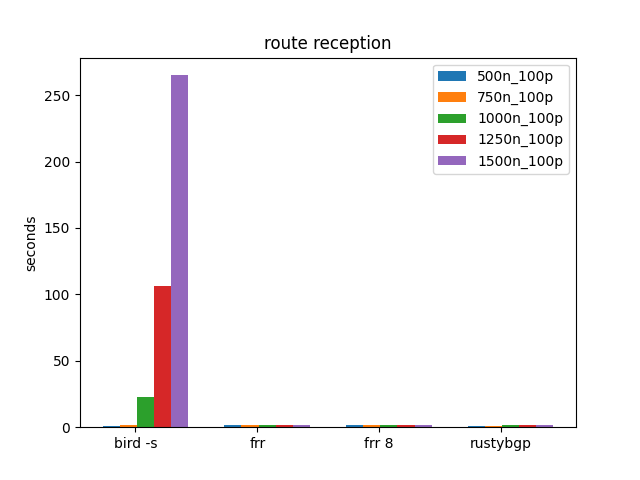 route reception
500n_100p
750n_100p
1000n_100p
1250n_100p
1500n_100p
seconds
250
200
150
100
50
0
bird -s
frr
frr 8
rustybgp